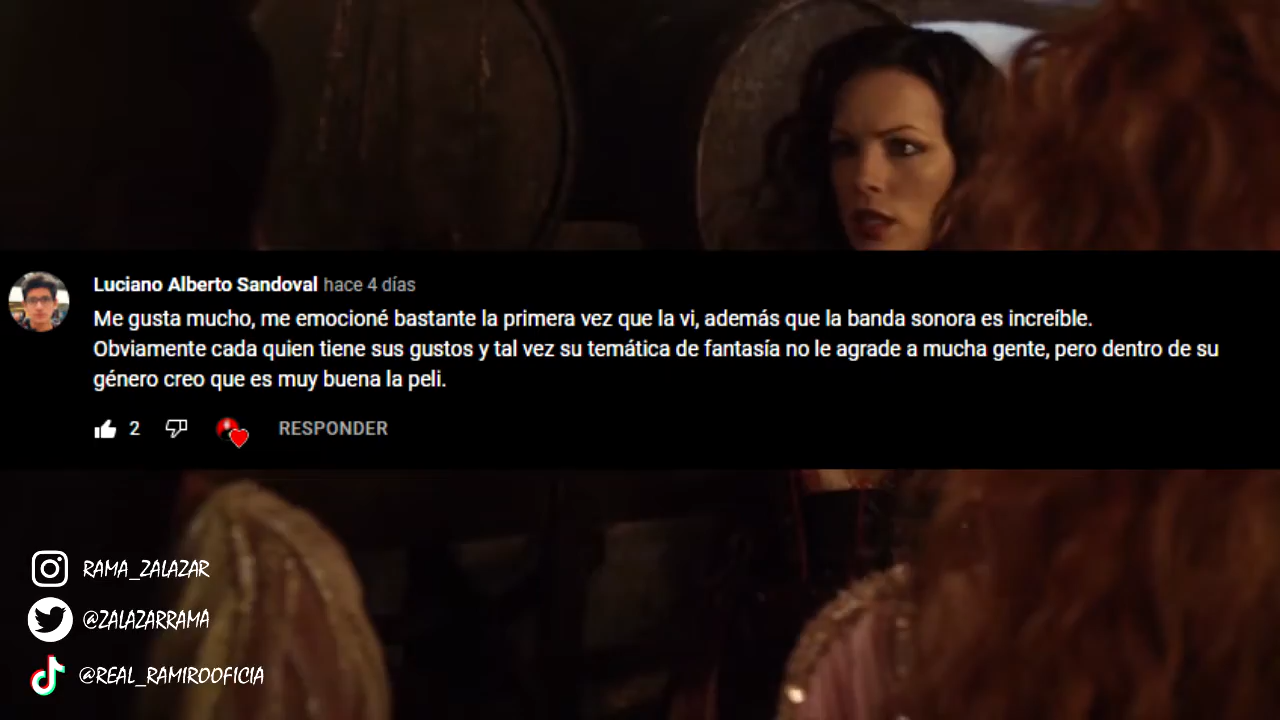 Luciano Alberto Sandoval hace 4 días
Me gusta mucho, me emocioné bastante la primera vez que la vi, además que la banda sonora es increíble.
Obviamente cada quien tiene sus gustos y tal vez su temática de fantasía no le agrade a mucha gente, pero dentro de su
género creo que es muy buena la peli.
2 RESPONDER
RAMA_ZALAZAR
@ZALAZARRAMA
@REAL_RAMIROOFICIA